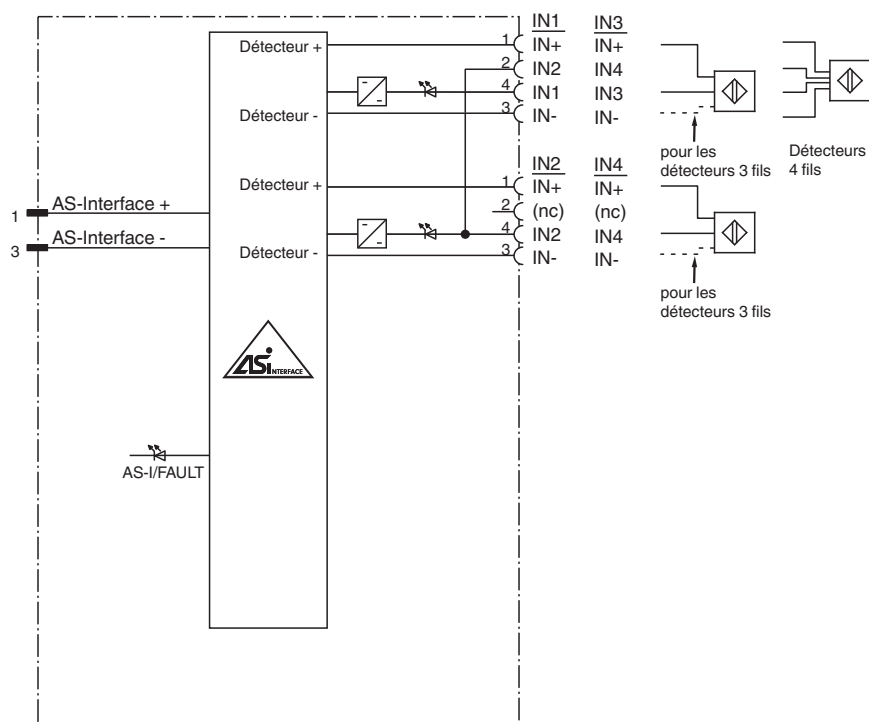 IN1 IN3
Détecteur + 1 IN+ IN+
2 IN2 IN4
4 IN1 IN3
Détecteur - 3 IN- IN-
pour les
détecteurs 3 fils
Détecteurs
4 fils
IN2 IN4
Détecteur + 1 IN+ IN+
2 (nc) (nc)
4 IN2 IN4
Détecteur - 3 IN- IN-
pour les
détecteurs 3 fils
1 AS-Interface +
3 AS-Interface -
ASi INTERFACE
AS-I/FAULT